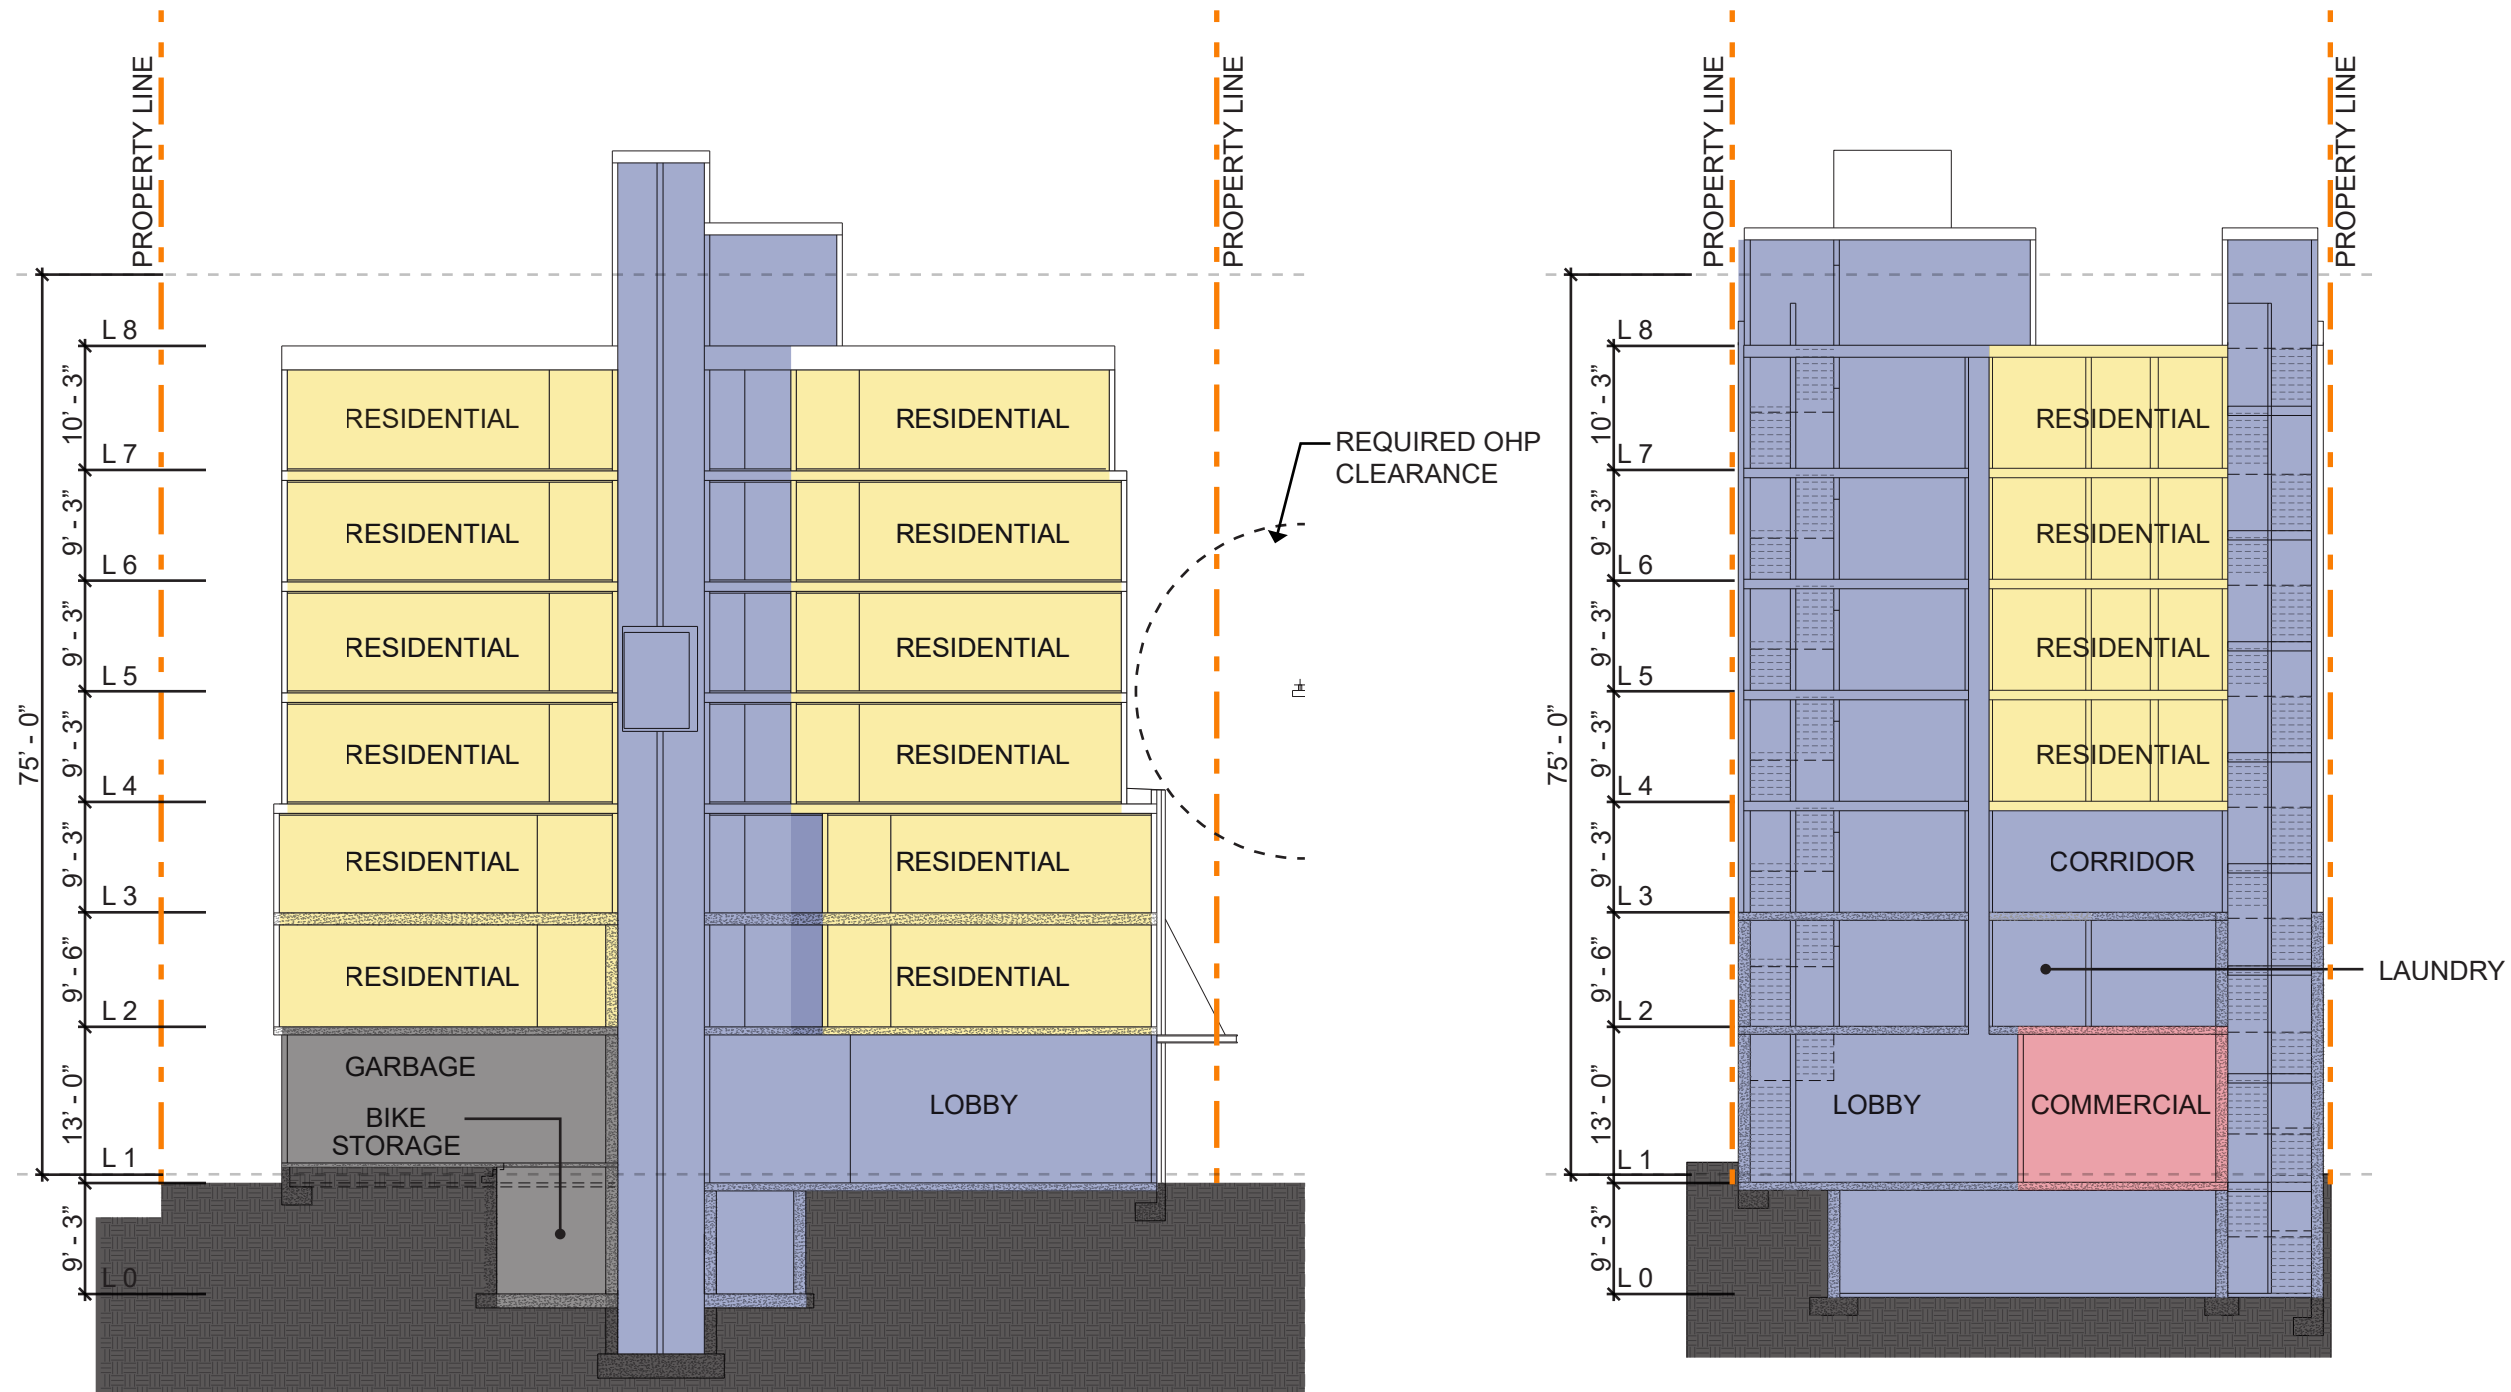 PROPERTY LINE
PROPERTY LINE
75’ - 0”
L 8
10’ - 3”
L 7
9’ - 3”
L 6
9’ - 3”
L 5
9’ - 3”
L 4
9’ - 3”
L 3
9’ - 6”
L 2
13’ - 0”
L 1
9’ - 3”
L 0
RESIDENTIAL
RESIDENTIAL
RESIDENTIAL
RESIDENTIAL
RESIDENTIAL
RESIDENTIAL
RESIDENTIAL
RESIDENTIAL
RESIDENTIAL
RESIDENTIAL
RESIDENTIAL
RESIDENTIAL
GARBAGE
BIKE
STORAGE
LOBBY
REQUIRED OHP
CLEARANCE
PROPERTY LINE
PROPERTY LINE
75’ - 0”
L 8
10’ - 3”
L 7
9’ - 3”
L 6
9’ - 3”
L 5
9’ - 3”
L 4
9’ - 3”
L 3
9’ - 6”
L 2
13’ - 0”
L 1
9’ - 3”
L 0
RESIDENTIAL
RESIDENTIAL
RESIDENTIAL
RESIDENTIAL
CORRIDOR
LAUNDRY
LOBBY
COMMERCIAL